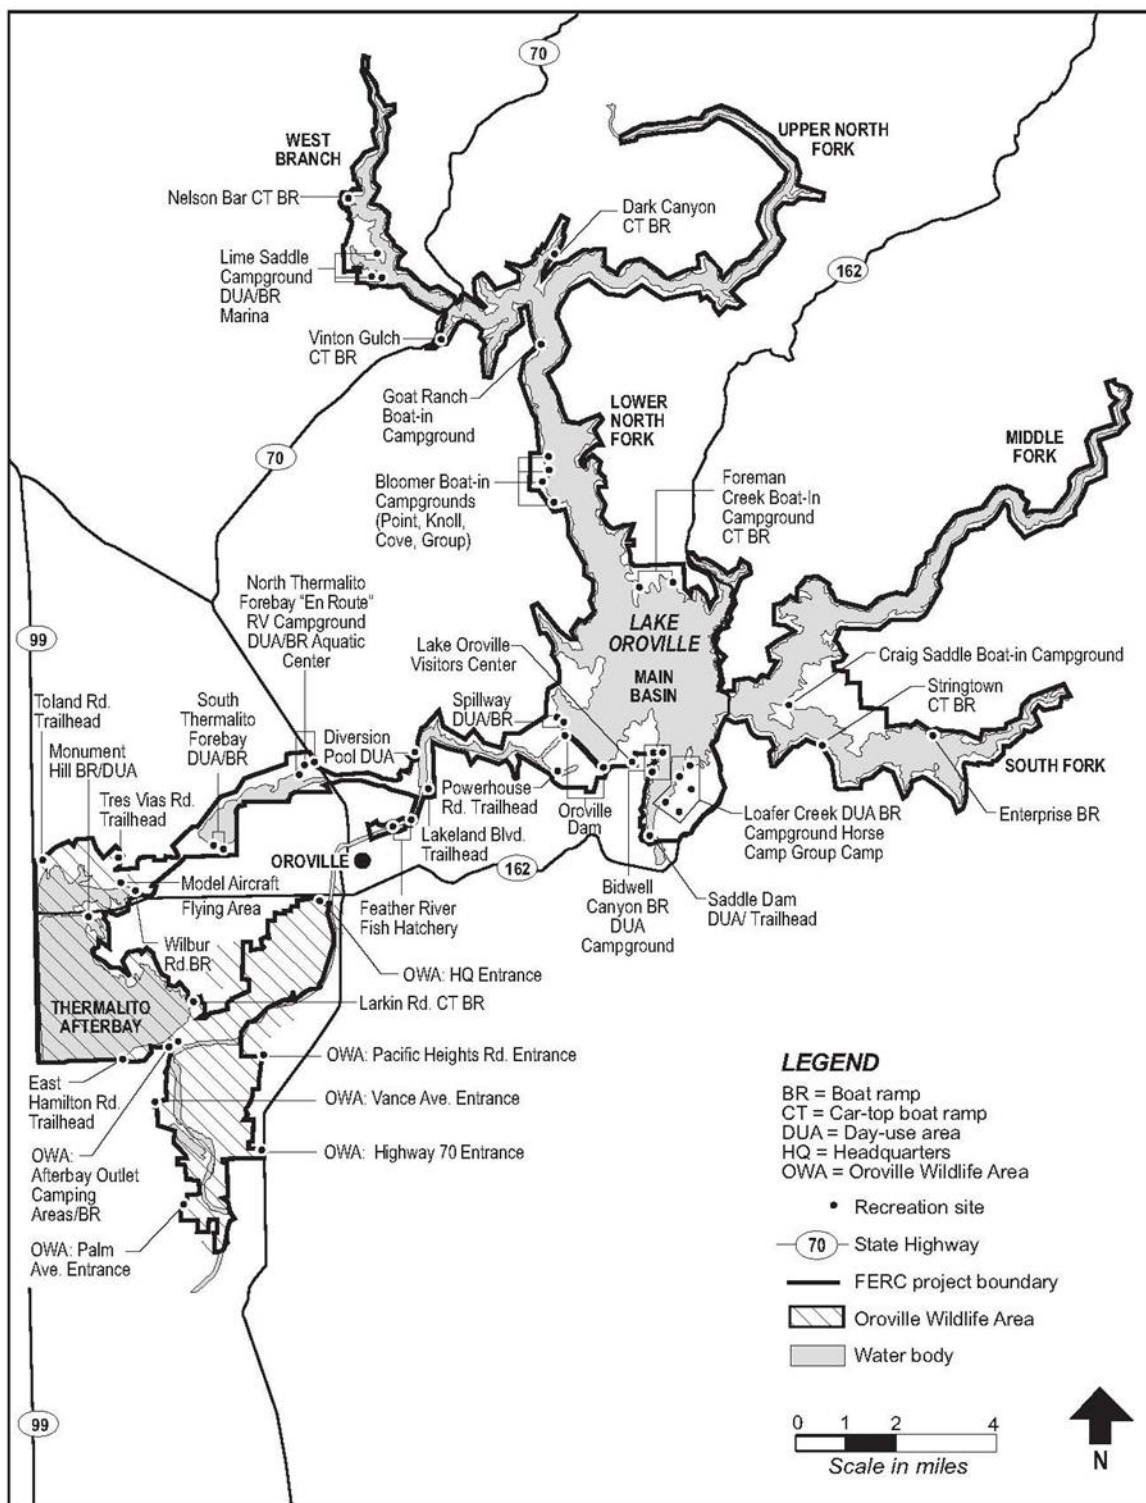 70
WEST
BRANCH
UPPER NORTH
FORK
Nelson Bar CT BR
Dark Canyon
CT BR
Lime Saddle
Campground
DUA/BR
Marina
162
Vinton Gulch
CT BR
Goat Ranch
Boat-in
Campground
LOWER
NORTH
FORK
70
MIDDLE
FORK
Bloomer Boat-in
Campgrounds
(Point, Knoll,
Cove, Group)
Foreman
Creek Boat-In
Campground
CT BR
North Thermalito
Forebay "En Route"
RV Campground
DUA/BR Aquatic
Center
99
LAKE
OROVILLE
MAIN
BASIN
Lake Oroville
Visitors Center
Craig Saddle Boat-in Campground
Stringtown
CT BR
Toland Rd.
Trailhead
South
Thermalito
Forebay
DUA/BR
Spillway
DUA/BR
Diversion
Pool DUA
Monument
Hill BR/DUA
SOUTH FORK
Tres Vias Rd.
Trailhead
Powerhouse
Rd. Trailhead
Oroville
Dam
Loafer Creek DUA BR
Campground Horse
Camp Group Camp
Enterprise BR
Lakeland Blvd.
Trailhead
OROVILLE
162
Model Aircraft
Flying Area
Bidwell
Canyon BR
DUA
Campground
Saddle Dam
DUA/ Trailhead
Feather River
Fish Hatchery
Wilbur
Rd.BR
OWA: HQ Entrance
THERMALITO
AFTERBAY
Larkin Rd. CT BR
OWA: Pacific Heights Rd. Entrance
East
Hamilton Rd.
Trailhead
OWA: Vance Ave. Entrance
OWA:
Afterbay Outlet
Camping
Areas/BR
OWA: Highway 70 Entrance
OWA: Palm
Ave. Entrance
99
LEGEND
BR = Boat ramp
CT = Car-top boat ramp
DUA = Day-use area
HQ = Headquarters
OWA = Oroville Wildlife Area
Recreation site
70 State Highway
FERC project boundary
Oroville Wildlife Area
Water body
0 1 2 4
Scale in miles
N